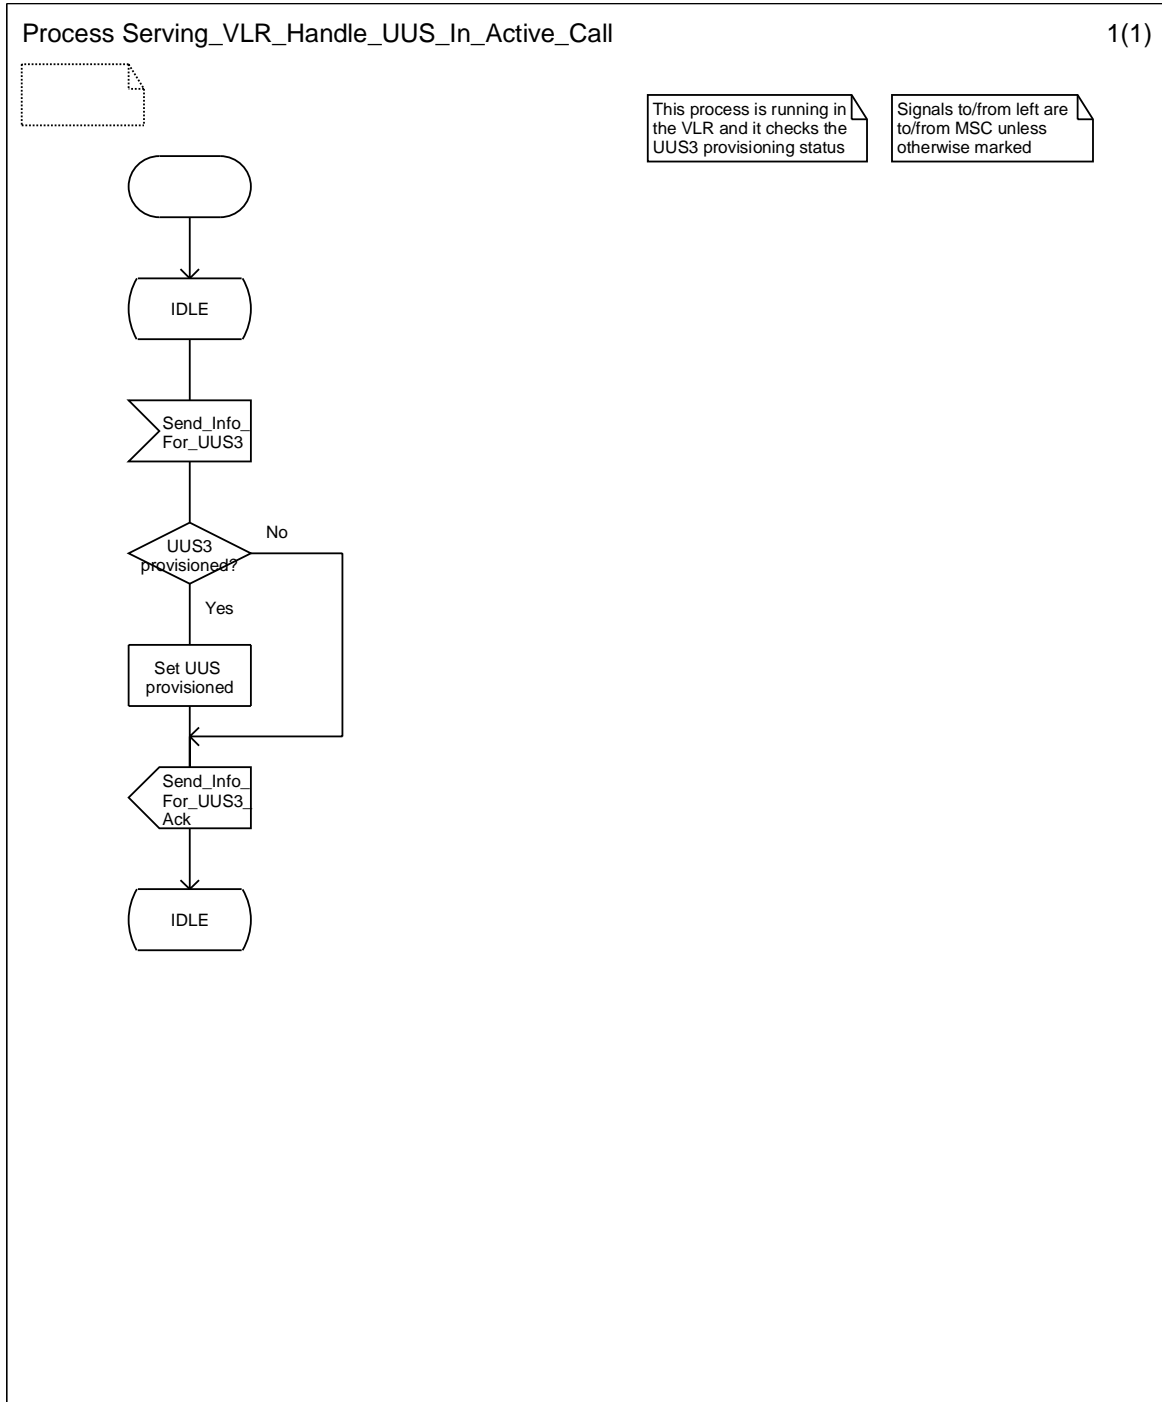 Process Serving_VLR_Handle_UUS_In_Active_Call
1(1)
This process is running in
the VLR and it checks the
UUS3 provisioning status
Signals to/from left are
to/from MSC unless
otherwise marked
IDLE
Send_Info_
For_UUS3
No
UUS3
provisioned?
Yes
Set UUS
provisioned
Send_Info_
For_UUS3_
Ack
IDLE